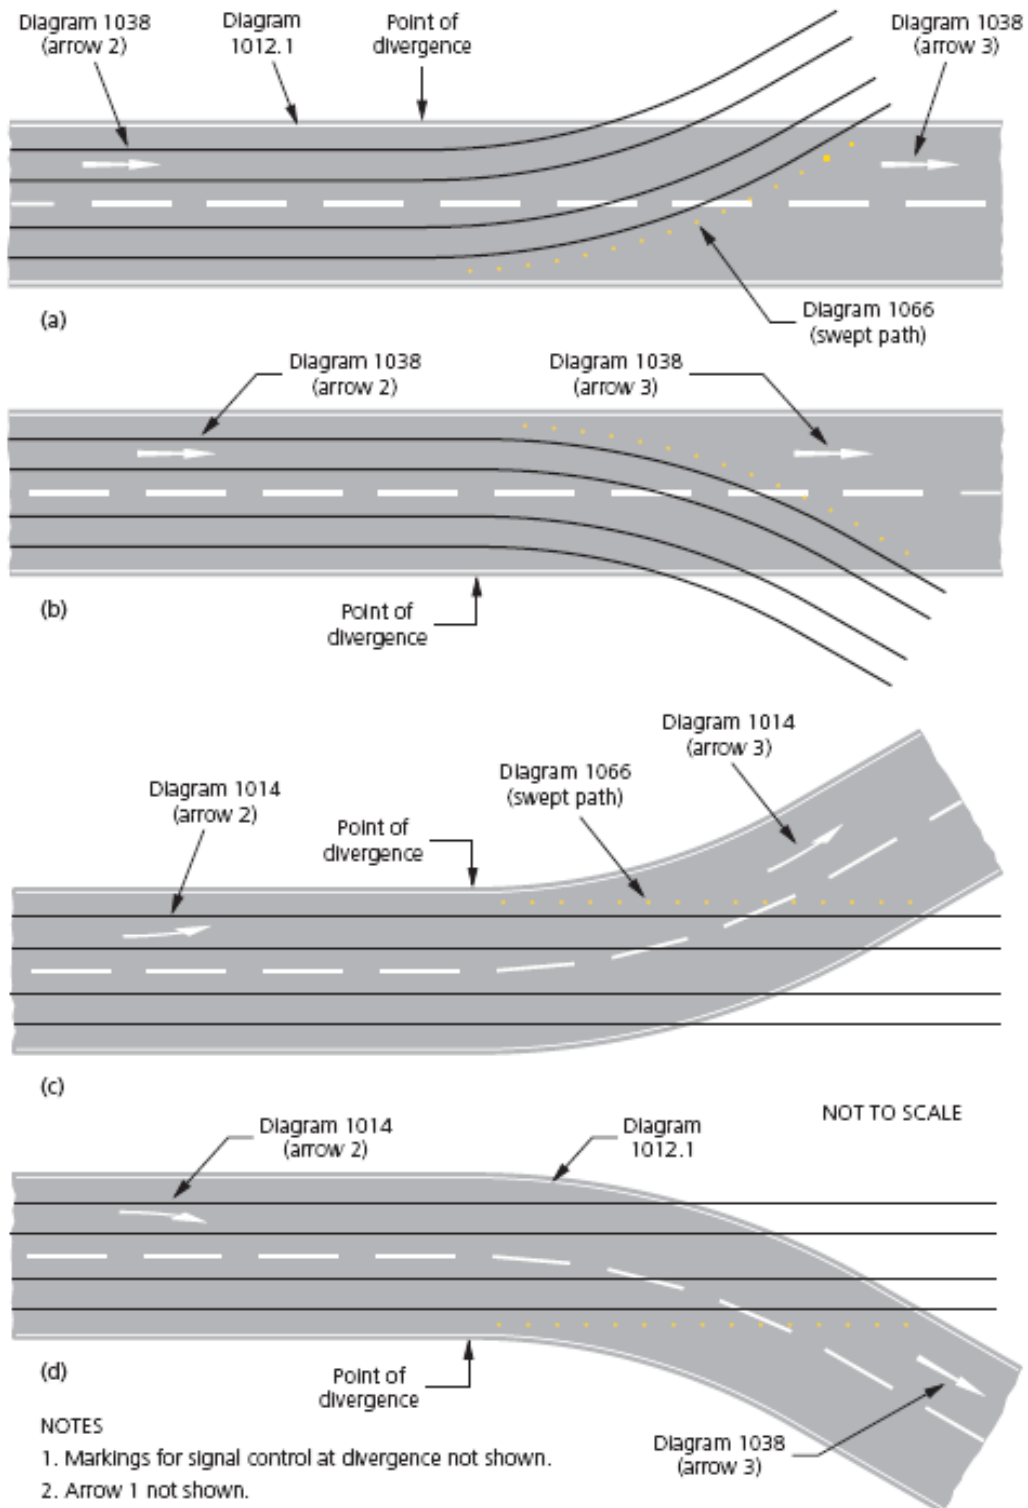 Diagram 1038
(arrow 2)
Diagram
1012.1
Point of
divergence
Diagram 1038
(arrow 3)
Diagram 1066
(swept path)
(a)
Diagram 1038
(arrow 2)
Diagram 1038
(arrow 3)
(b)
Point of
divergence
Diagram 1014
(arrow 3)
Diagram 1066
(swept path)
Diagram 1014
(arrow 2)
Point of
divergence
(c)
NOT TO SCALE
Diagram 1014
(arrow 2)
Diagram
1012.1
(d)
Point of
divergence
Diagram 1038
(arrow 3)
NOTES
1. Markings for signal control at divergence not shown.
2. Arrow 1 not shown.